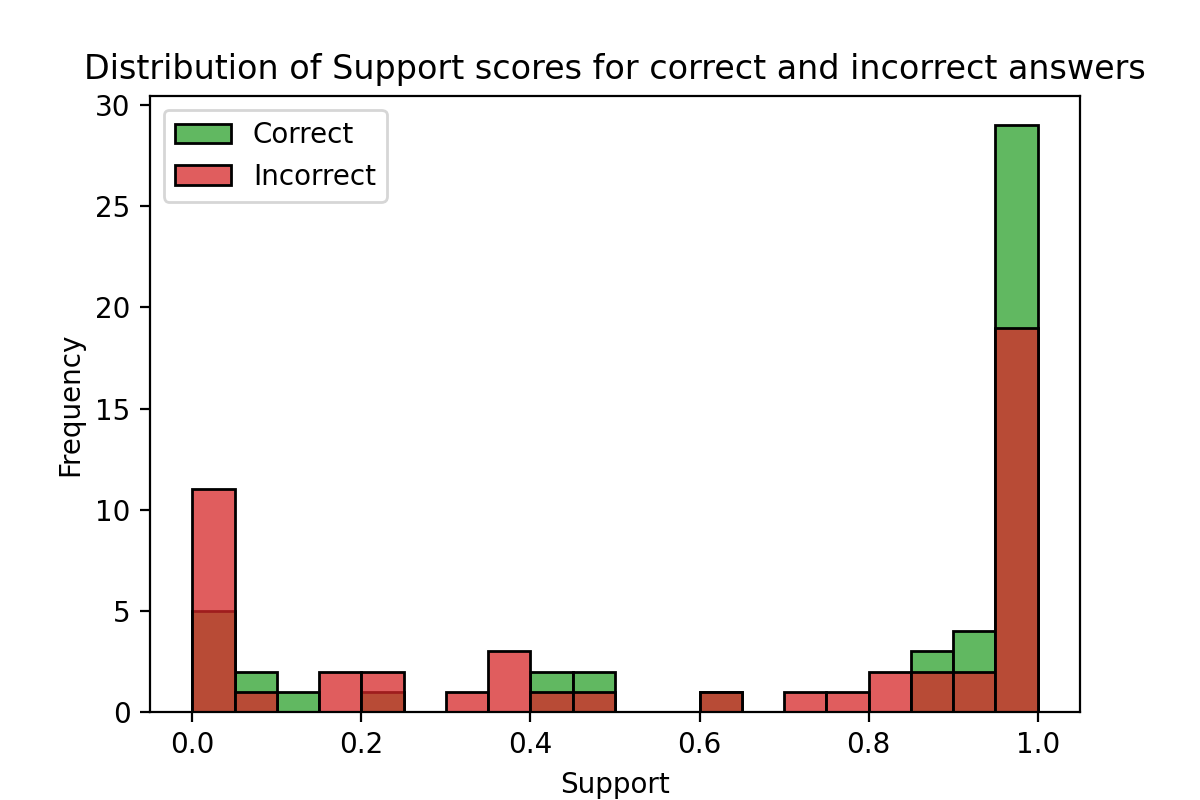 Distribution of Support scores for correct and incorrect answers
Correct
Incorrect
30
25
20
15
10
5
0
Frequency
0.0 0.2 0.4 0.6 0.8 1.0
Support